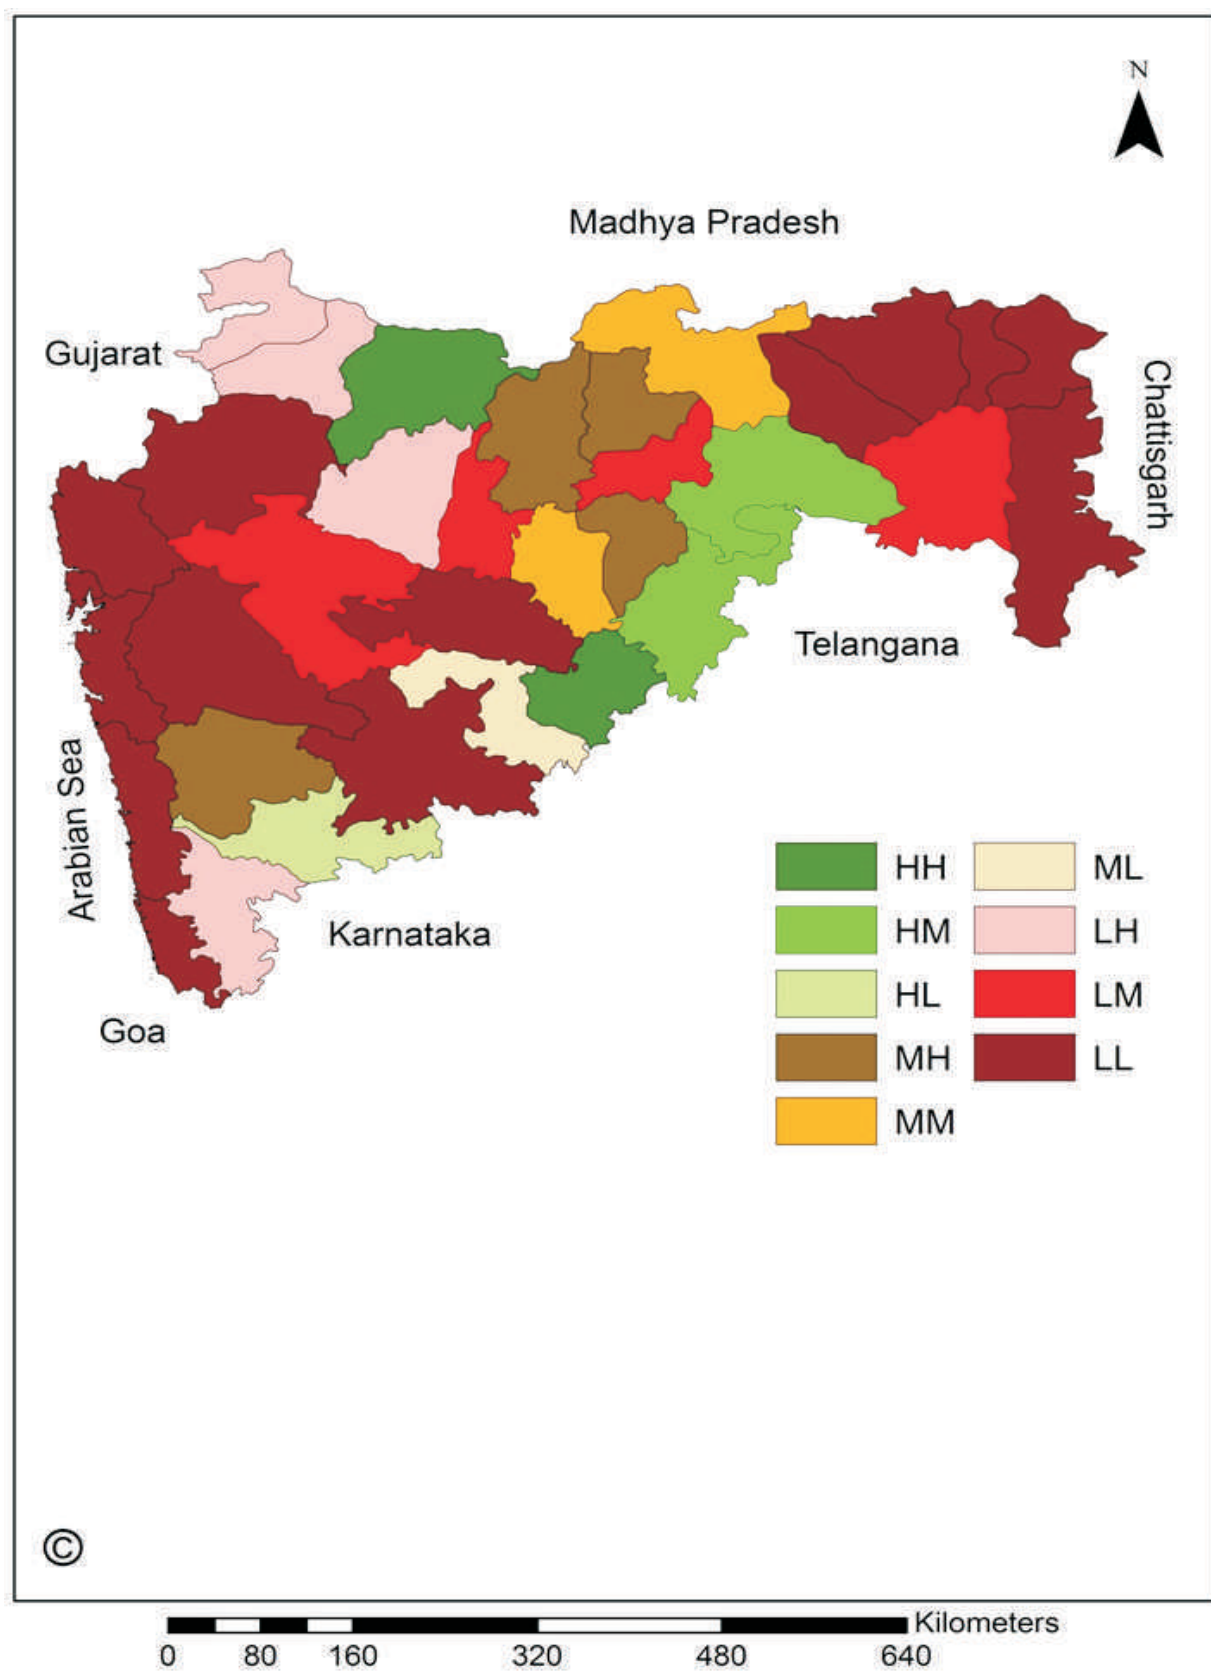 N
Madhya Pradesh
Gujarat
Chattisgarh
Telangana
Arabian Sea
Karnataka
Goa
HH
ML
HM
LH
HL
LM
MH
LL
MM
©
Kilometers
0 80 160 320 480 640